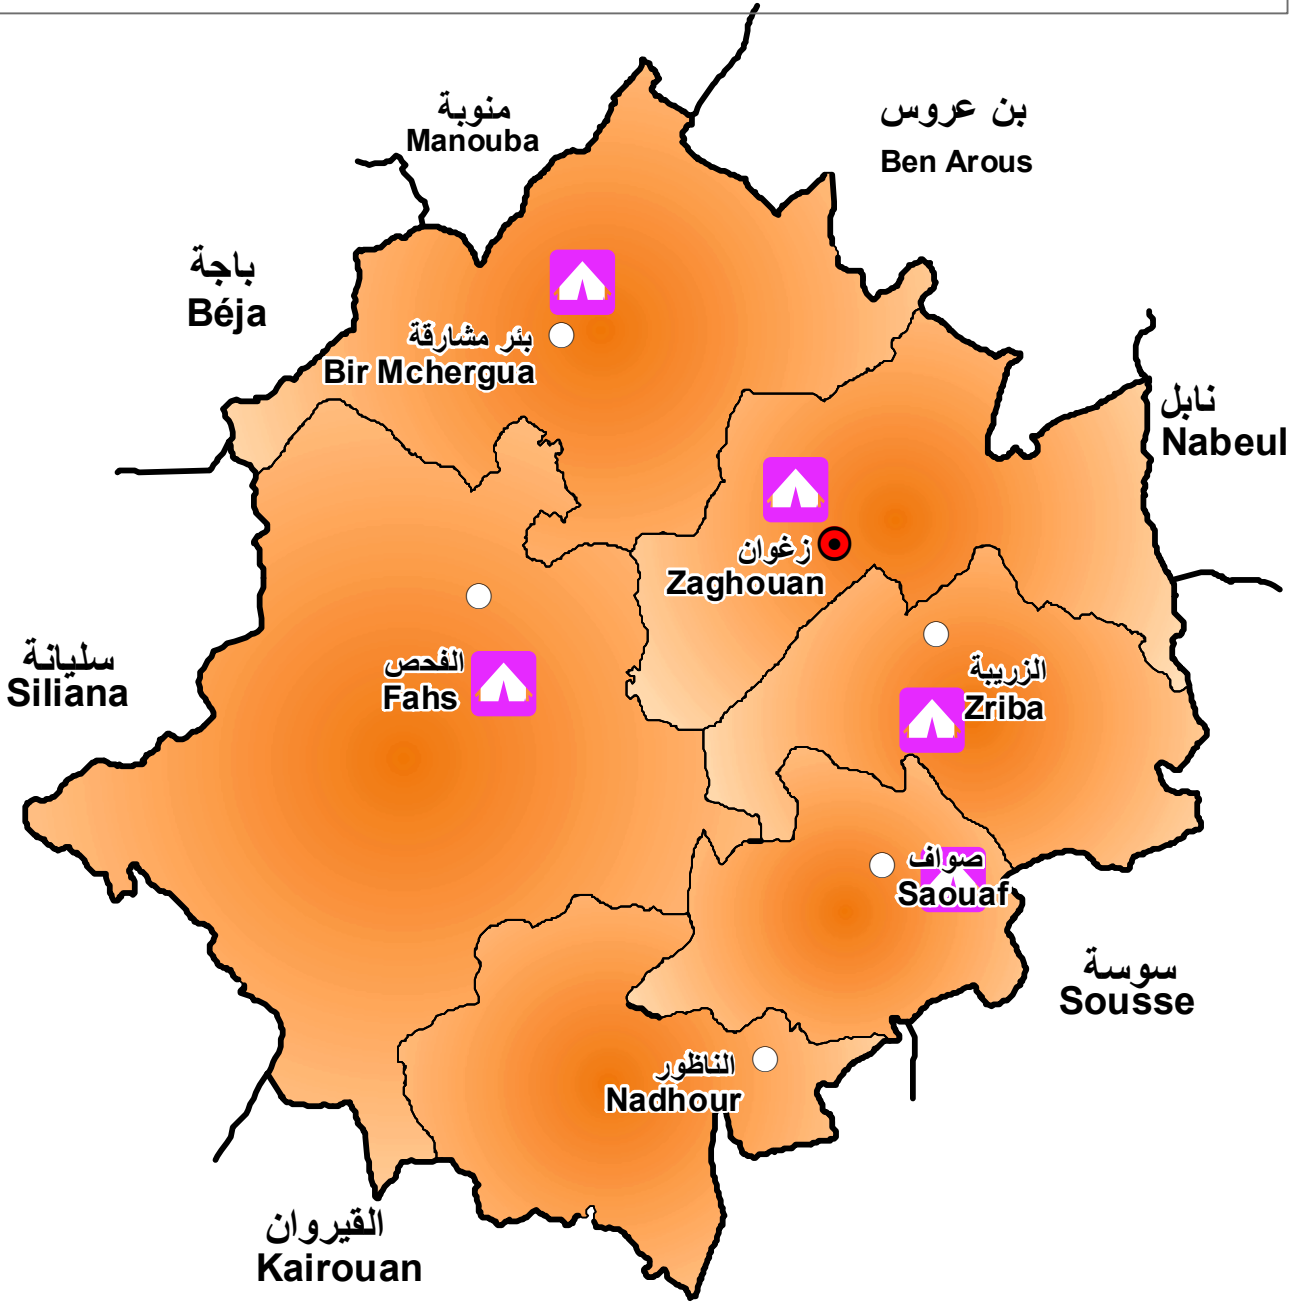 منوبة
Manouba
بن عروس
Ben Arous
باجة
Béja
بئر مشارقة
Bir Mchergua
نابل
Nabeul
زغوان
Zaghouan
سليانة
Siliana
الفحص
Fahs
الزريبة
Zriba
صواف
Saouaf
سوسة
Sousse
الناظور
Nadhour
القيروان
Kairouan